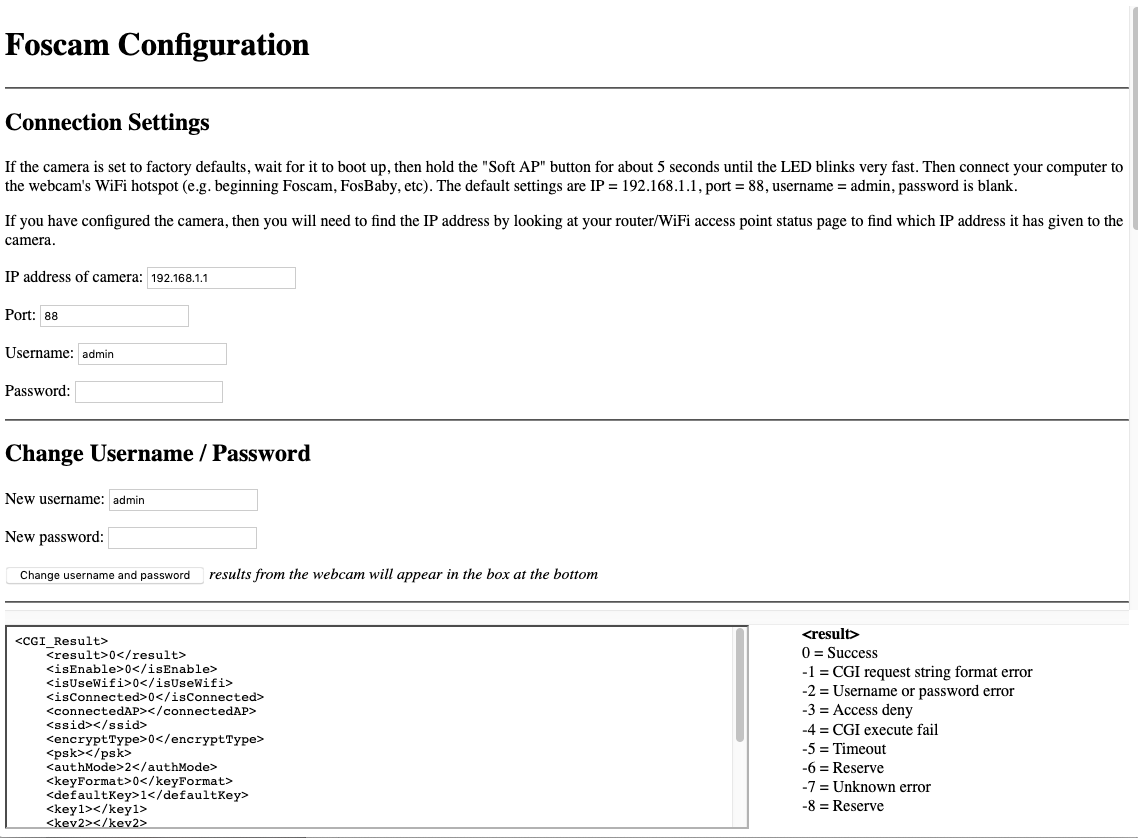 Foscam Configuration
Connection Settings
If the camera is set to factory defaults, wait for it to boot up, then hold the "Soft AP" button for about 5 seconds until the LED blinks very fast. Then connect your computer to
the webcam's WiFi hotspot (e.g. beginning Foscam, FosBaby, etc). The default settings are IP = 192.168.1.1, port = 88, username = admin, password is blank.
If you have configured the camera, then you will need to find the IP address by looking at your router/WiFi access point status page to find which IP address it has given to the
camera.
IP address of camera: 192.168.1.1
Port: 88
Username: admin
Password:
Change Username / Password
New username: admin
New password:
Change username and password results from the webcam will appear in the box at the bottom
<CGI_Result>
<result>0</result>
<isEnable>0</isEnable>
<isUseWifi>0</isUseWifi>
<isConnected>0</isConnected>
<connectedAP></connectedAP>
<ssid></ssid>
<encryptType>0</encryptType>
<psk></psk>
<authMode>2</authMode>
<keyFormat>0</keyFormat>
<defaultKey>1</defaultKey>
<key1></key1>
<key2></key2>
<result>
0 = Success
-1 = CGI request string format error
-2 = Username or password error
-3 = Access deny
-4 = CGI execute fail
-5 = Timeout
-6 = Reserve
-7 = Unknown error
-8 = Reserve